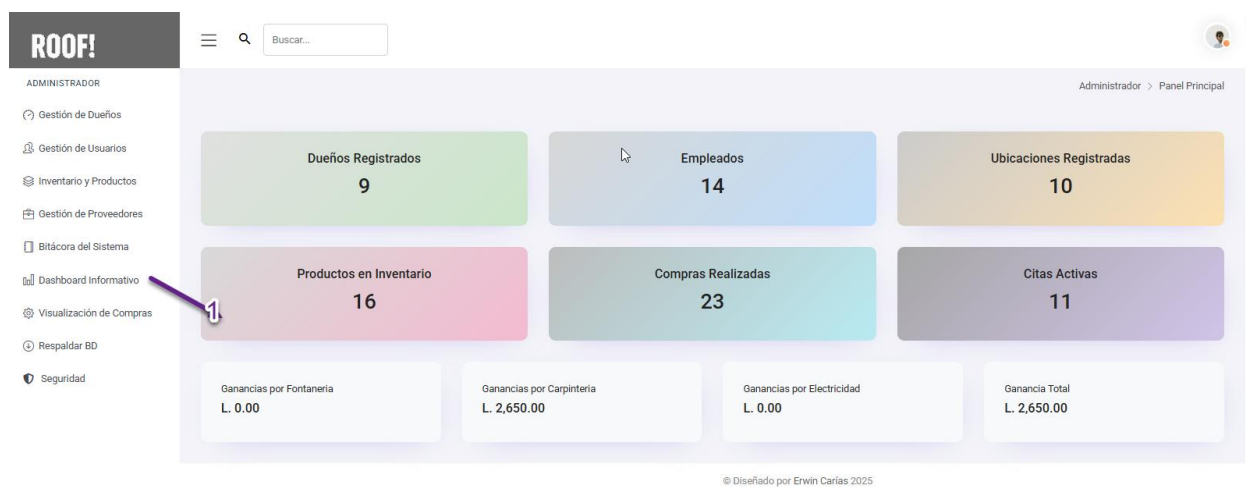 ROOF!
Buscar...
ADMINISTRADOR
Administrador > Panel Principal
Gestión de Dueños
Gestión de Usuarios
Inventario y Productos
Gestión de Proveedores
Bitácora del Sistema
Dashboard Informativo
Visualización de Compras
Respaldar BD
Seguridad
1
Dueños Registrados
9
Empleados
14
Ubicaciones Registradas
10
Productos en Inventario
16
Compras Realizadas
23
Citas Activas
11
Ganancias por Fontaneria
L. 0.00
Ganancias por Carpinteria
L. 2,650.00
Ganancias por Electricidad
L. 0.00
Ganancia Total
L. 2,650.00
© Diseñado por Erwin Carías 2025